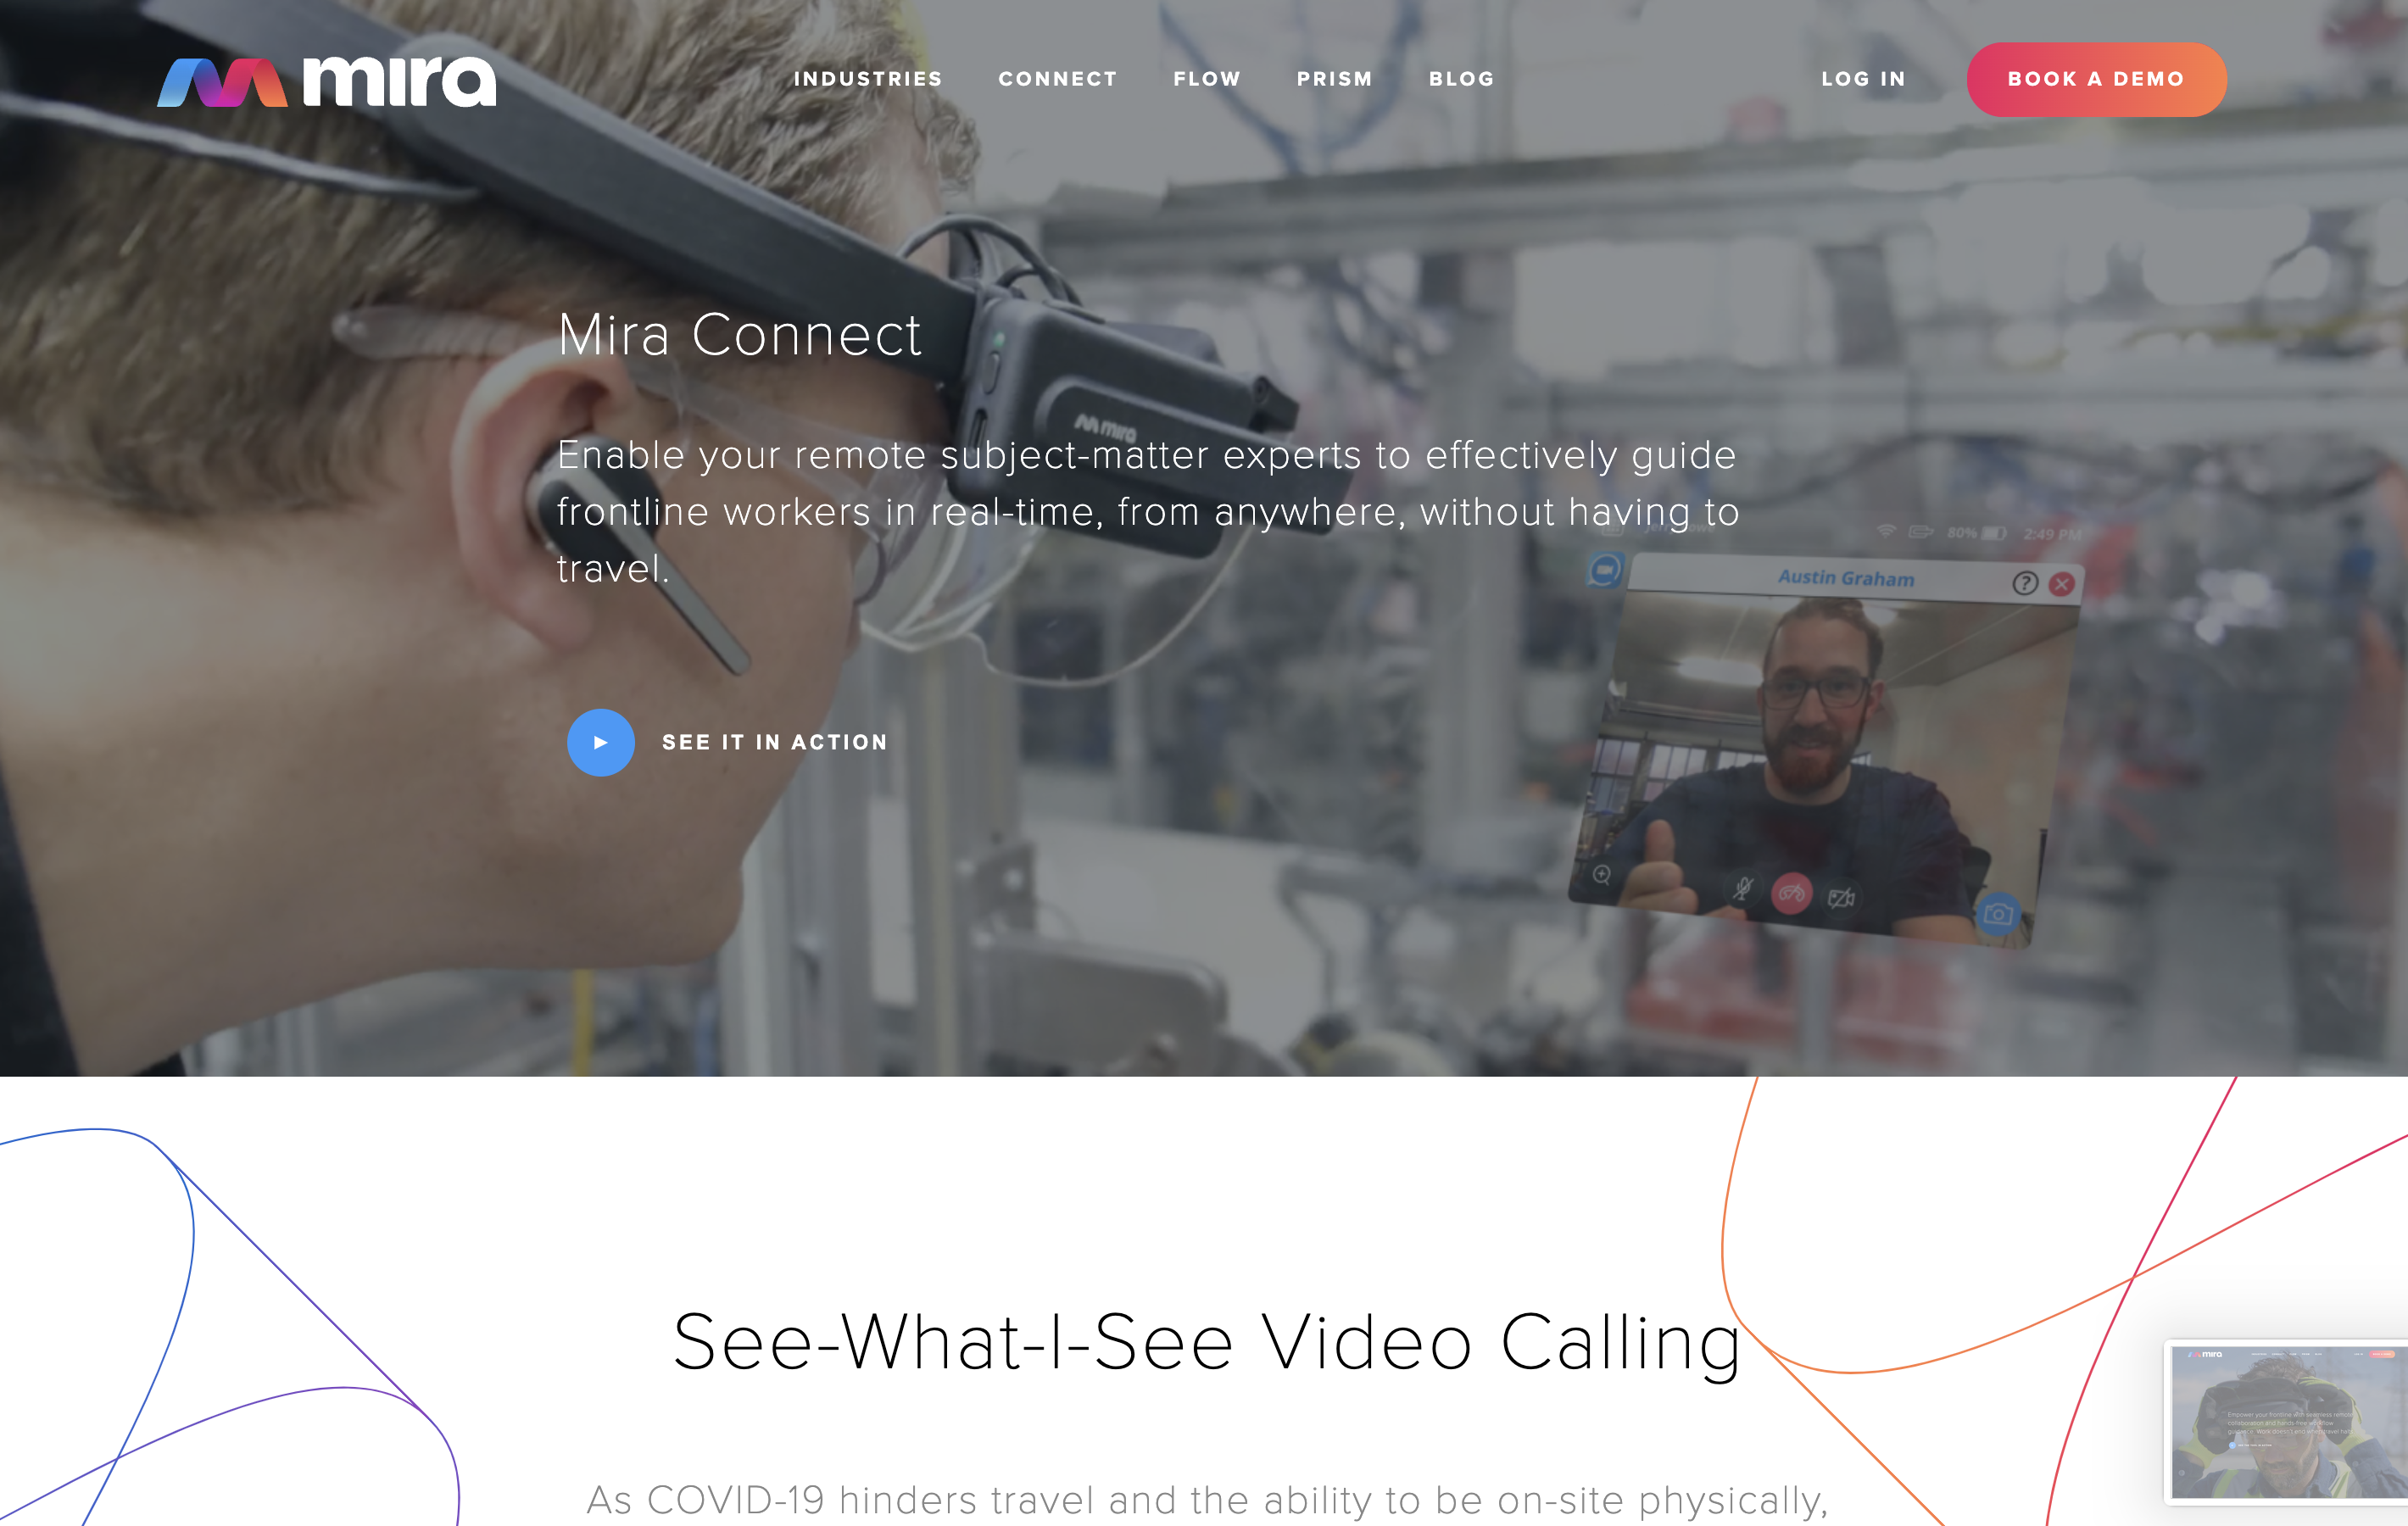 mira
INDUSTRIES
CONNECT
FLOW
PRISM
BLOG
LOG IN
BOOK A DEMO
Mira Connect
mira
Enable your remote subject-matter experts to effectively guide
frontline workers in real-time, from anywhere, without having to
travel.
80%
2:49 PM
Austin Graham
SEE IT IN ACTION
See-What-I-See Video Calling
As COVID-19 hinders travel and the ability to be on-site physically,
mira